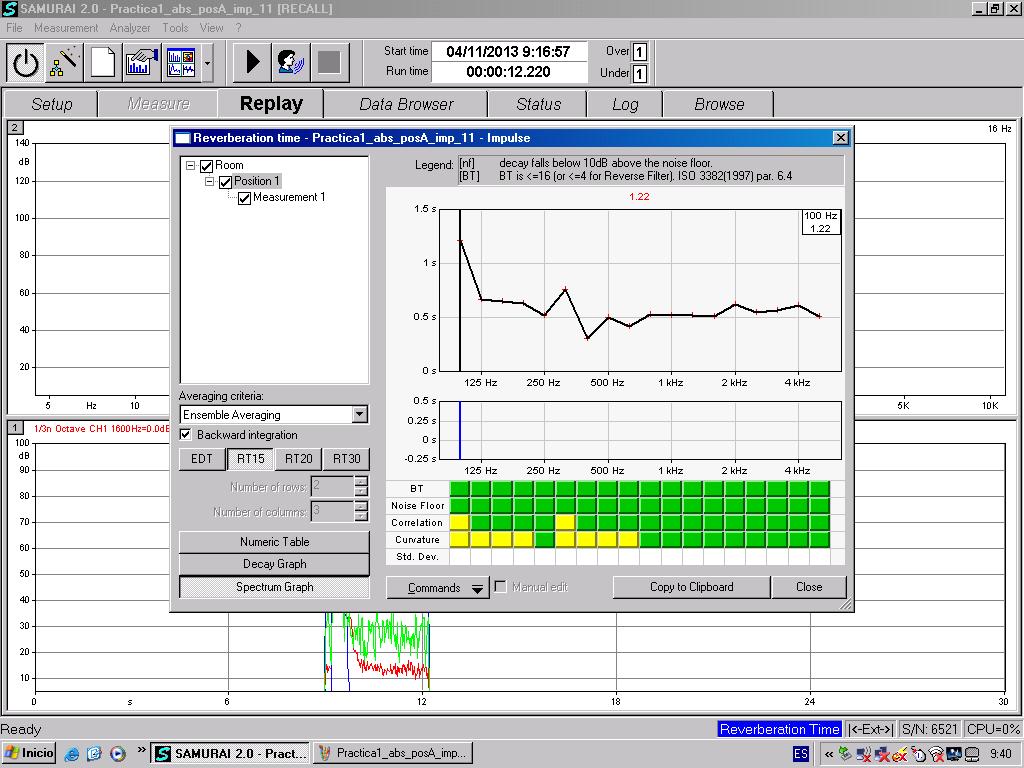 SAMURAI 2.0 - Practica1_abs_posA_imp_11 [RECALL]
File Measurement Analyzer Tools View ?
Start time 04/11/2013 9:16:57 Over 1
Run time 00:00:12.220 Under 1
Setup Measure Replay Data Browser Status Log Browse
2
16 Hz
140
dB
120
100
80
60
40
20
5 Hz 10 5K 10K
Reverberation time - Practica1_abs_posA_imp_11 - Impulse
Room
Position 1
Measurement 1
Legend: [nf] decay falls below 10dB above the noise floor.
[BT] BT is <=16 (or <=4 for Reverse Filter). ISO 3382(1997) par. 6.4
1.22
100 Hz
1.22
1.5 s
1 s
0.5 s
0 s
125 Hz 250 Hz 500 Hz 1 kHz 2 kHz 4 kHz
0.5 s
0.25 s
0 s
-0.25 s
125 Hz 250 Hz 500 Hz 1 kHz 2 kHz 4 kHz
BT
Noise Floor
Correlation
Curvature
Std. Dev.
Averaging criteria:
Ensemble Averaging
Backward integration
EDT RT15 RT20 RT30
Number of rows: 2
Number of columns: 3
Numeric Table
Decay Graph
Spectrum Graph
Commands Manual edit Copy to Clipboard Close
1
1/3n Octave CH1 1600Hz=0.0dB
100
dB
90
80
70
60
50
40
30
20
10
0 s 6 12 18 24 30
Ready Reverberation Time |<-Ext->| S/N: 6521 CPU=0%
Inicio » SAMURAI 2.0 - Pract... Practica1_abs_posA_imp... ES « 9:40